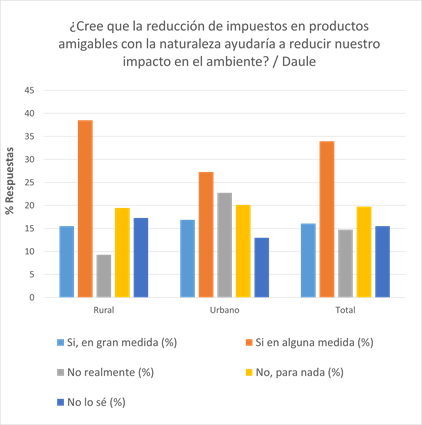 ¿Cree que la reducción de impuestos en productos
amigables con la naturaleza ayudaría a reducir nuestro
impacto en el ambiente? / Daule
% Respuestas
45
40
35
30
25
20
15
10
5
0
Rural Urbano Total
Si, en gran medida (%) Si en alguna medida (%)
No realmente (%) No, para nada (%)
No lo sé (%)